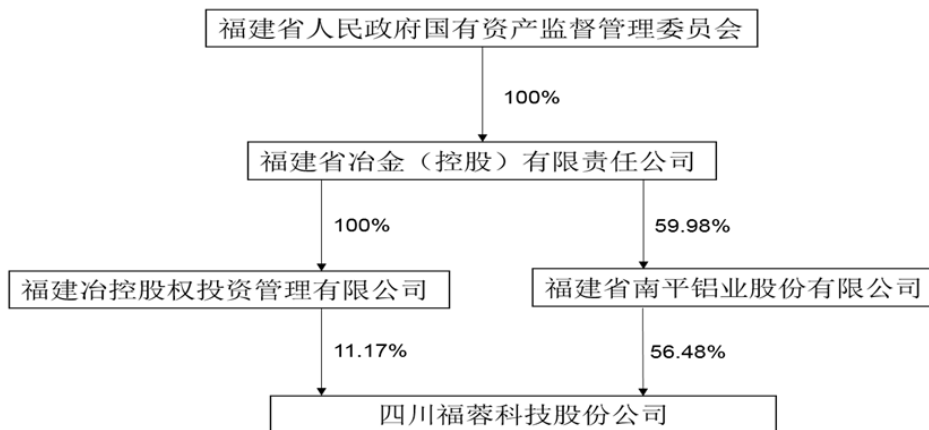 福建省人民政府国有资产监督管理委员会
100%
福建省冶金（控股）有限责任公司
100%
59.98%
福建冶控股权投资管理有限公司
福建省南平铝业股份有限公司
11.17%
56.48%
四川福蓉科技股份公司